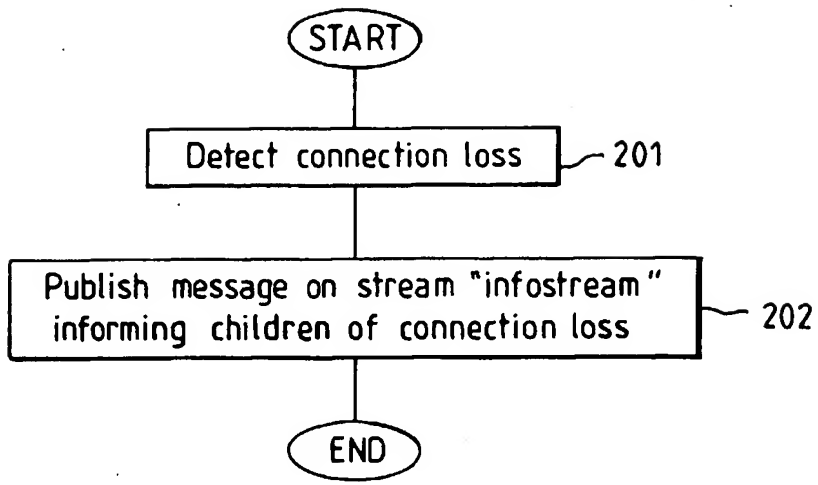 START
Detect connection loss
201
Publish message on stream "infostream"
informing children of connection loss
202
END